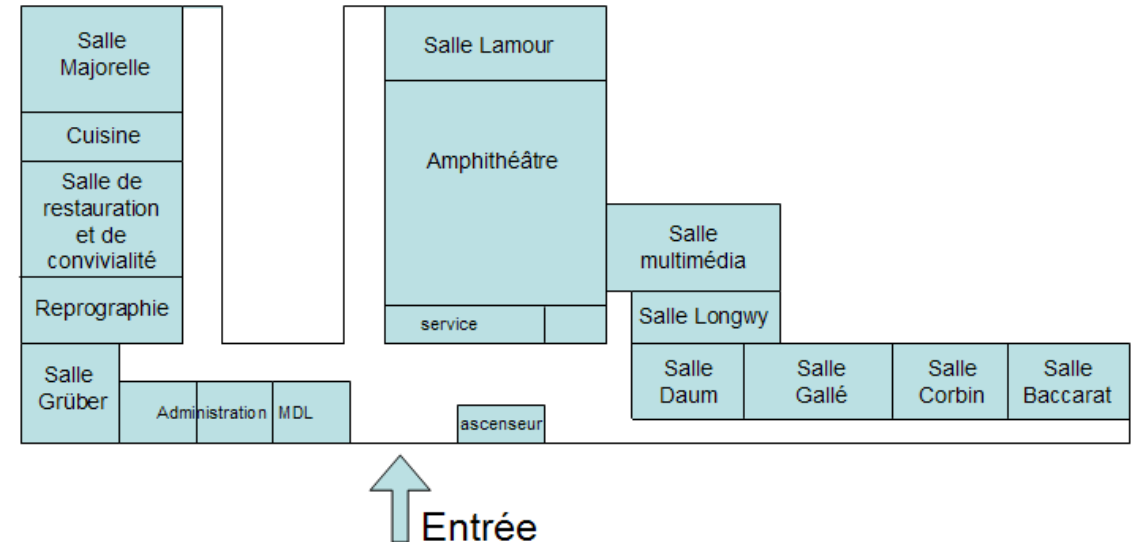 Salle
Majorelle
Cuisine
Salle de
restauration
et de
convivialité
Reprographie
Salle
Grüber
Administration
MDL
Salle Lamour
Amphithéâtre
service
ascenseur
Salle
multimédia
Salle Longwy
Salle
Daum
Salle
Gallé
Salle
Corbin
Salle
Baccarat
Entrée